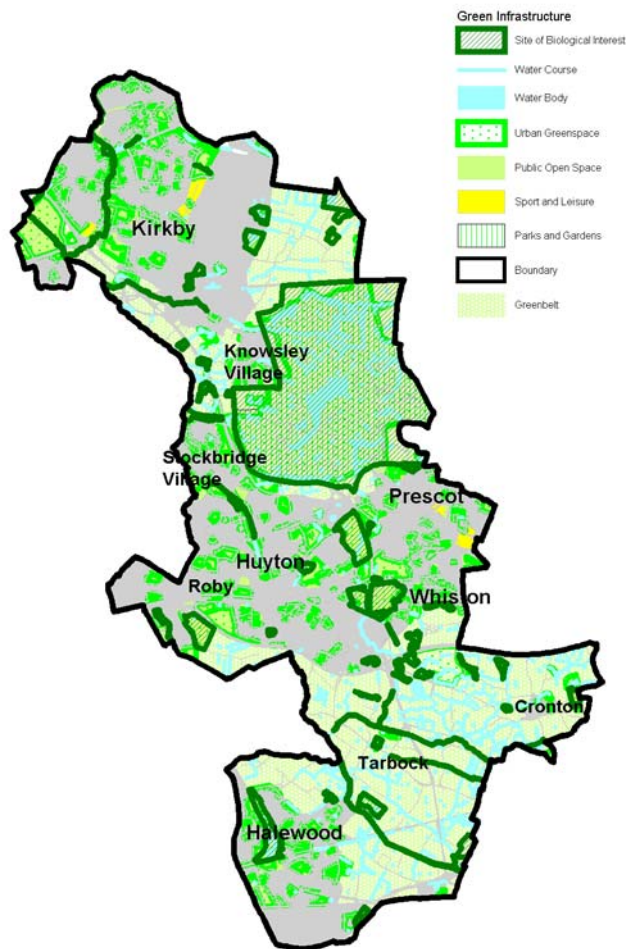 Green Infrastructure
Site of Biological Interest
Water Course
Water Body
Urban Greenspace
Public Open Space
Sport and Leisure
Parks and Gardens
Boundary
Greenbelt
Kirkby
Knowsley
Village
Stockbridge
Village
Prescot
Huyton
Roby
Whiston
Cronton
Tarbock
Halewood